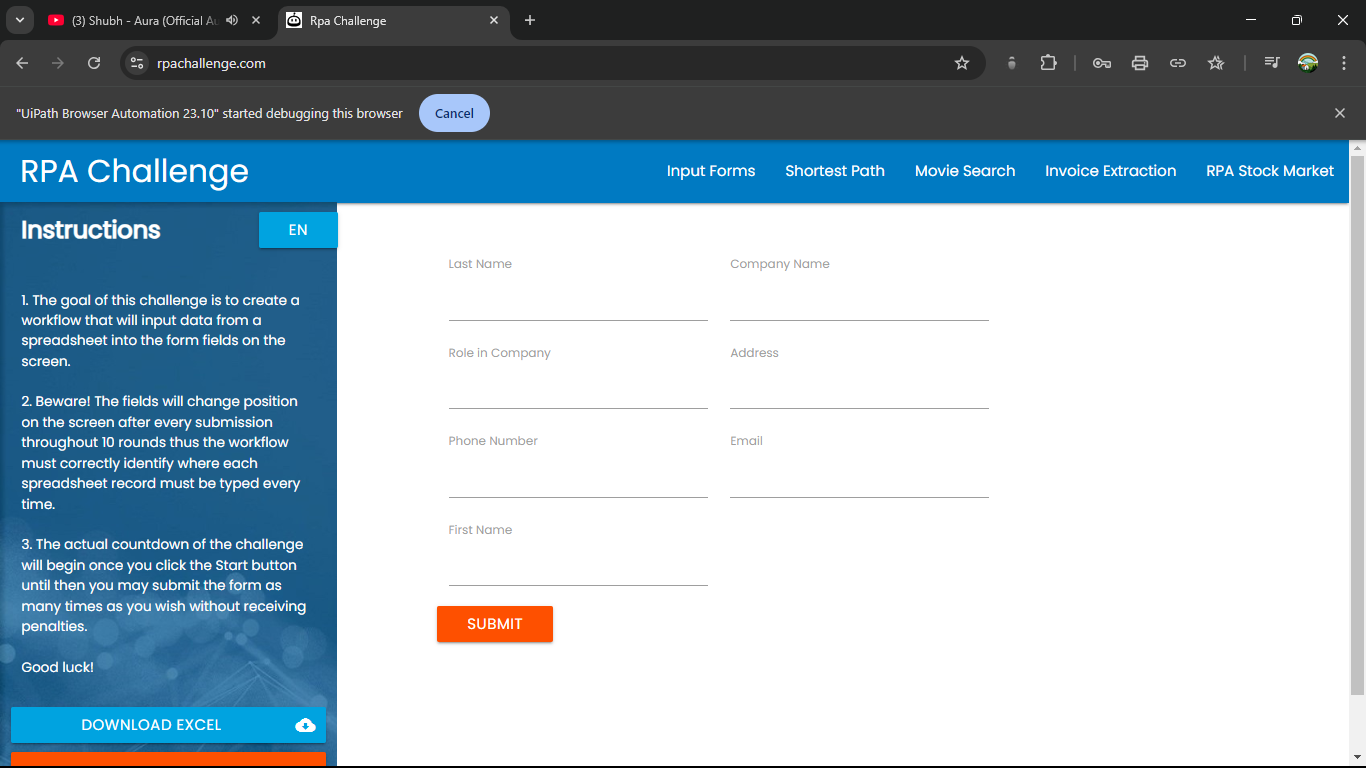 (3) Shubh - Aura (Official Au
Rpa Challenge
rpachallenge.com
"UiPath Browser Automation 23.10" started debugging this browser
Cancel
RPA Challenge
Input Forms
Shortest Path
Movie Search
Invoice Extraction
RPA Stock Market
Instructions
EN
1. The goal of this challenge is to create a
workflow that will input data from a
spreadsheet into the form fields on the
screen.
2. Beware! The fields will change position
on the screen after every submission
throughout 10 rounds thus the workflow
must correctly identify where each
spreadsheet record must be typed every
time.
3. The actual countdown of the challenge
will begin once you click the Start button
until then you may submit the form as
many times as you wish without receiving
penalties.
Good luck!
DOWNLOAD EXCEL
Last Name
Company Name
Role in Company
Address
Phone Number
Email
First Name
SUBMIT